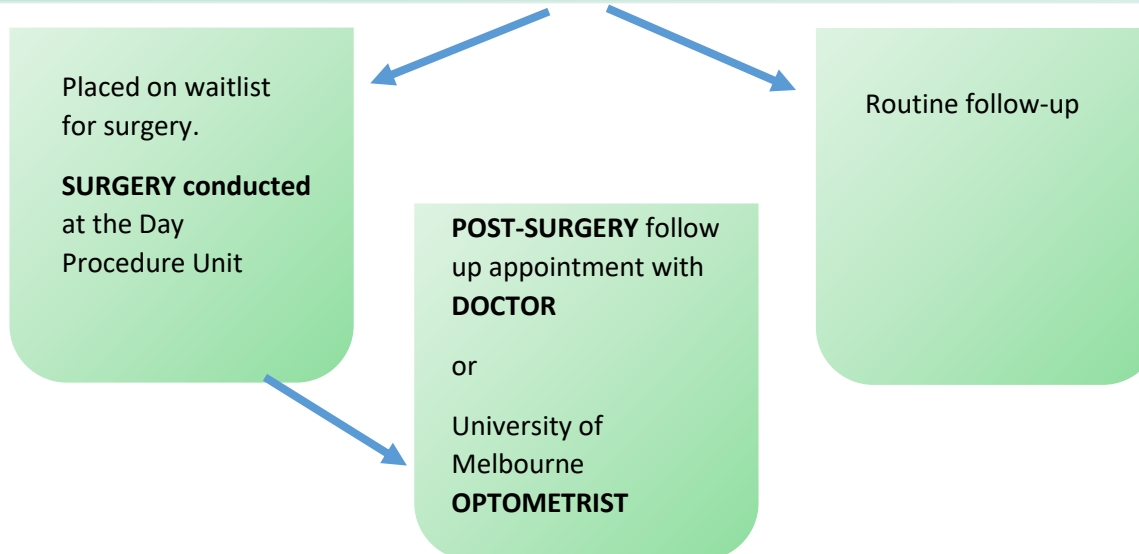 Placed on waitlist
for surgery.
SURGERY conducted
at the Day
Procedure Unit
POST-SURGERY follow
up appointment with
DOCTOR
or
University of
Melbourne
OPTOMETRIST
Routine follow-up